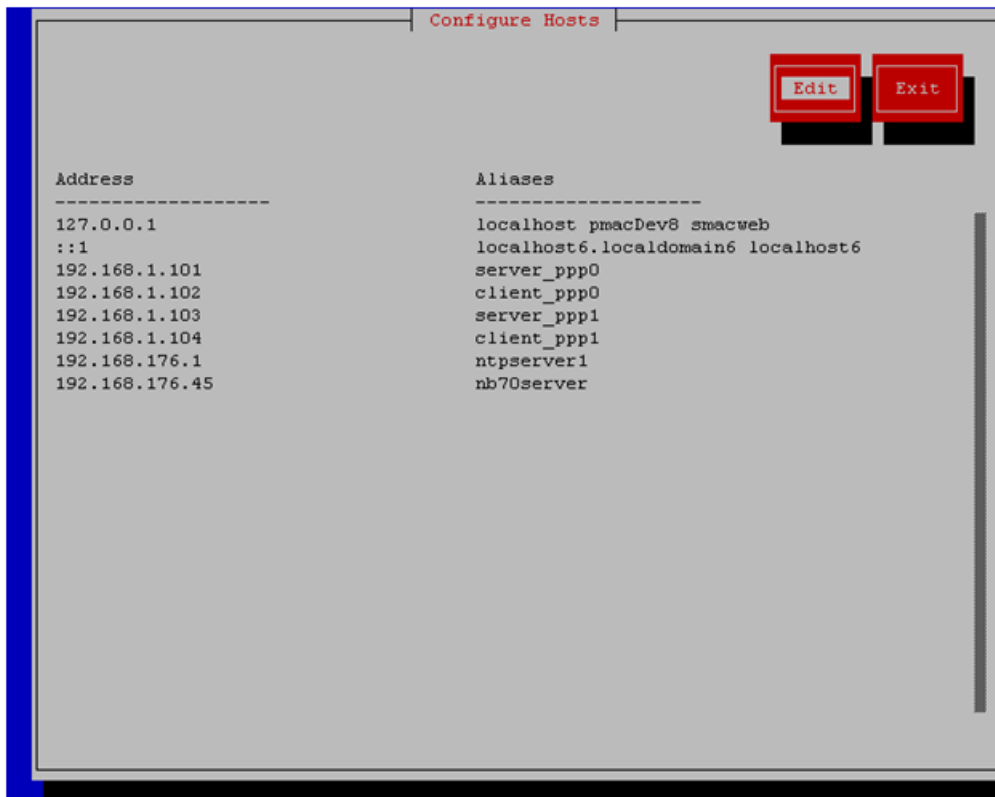 Configure Hosts
Edit Exit
Address Aliases
------------------- --------------------
127.0.0.1 localhost pmacDev8 smacweb
::1 localhost6.localdomain6 localhost6
192.168.1.101 server_ppp0
192.168.1.102 client_ppp0
192.168.1.103 server_ppp1
192.168.1.104 client_ppp1
192.168.176.1 ntpserver1
192.168.176.45 nb70server